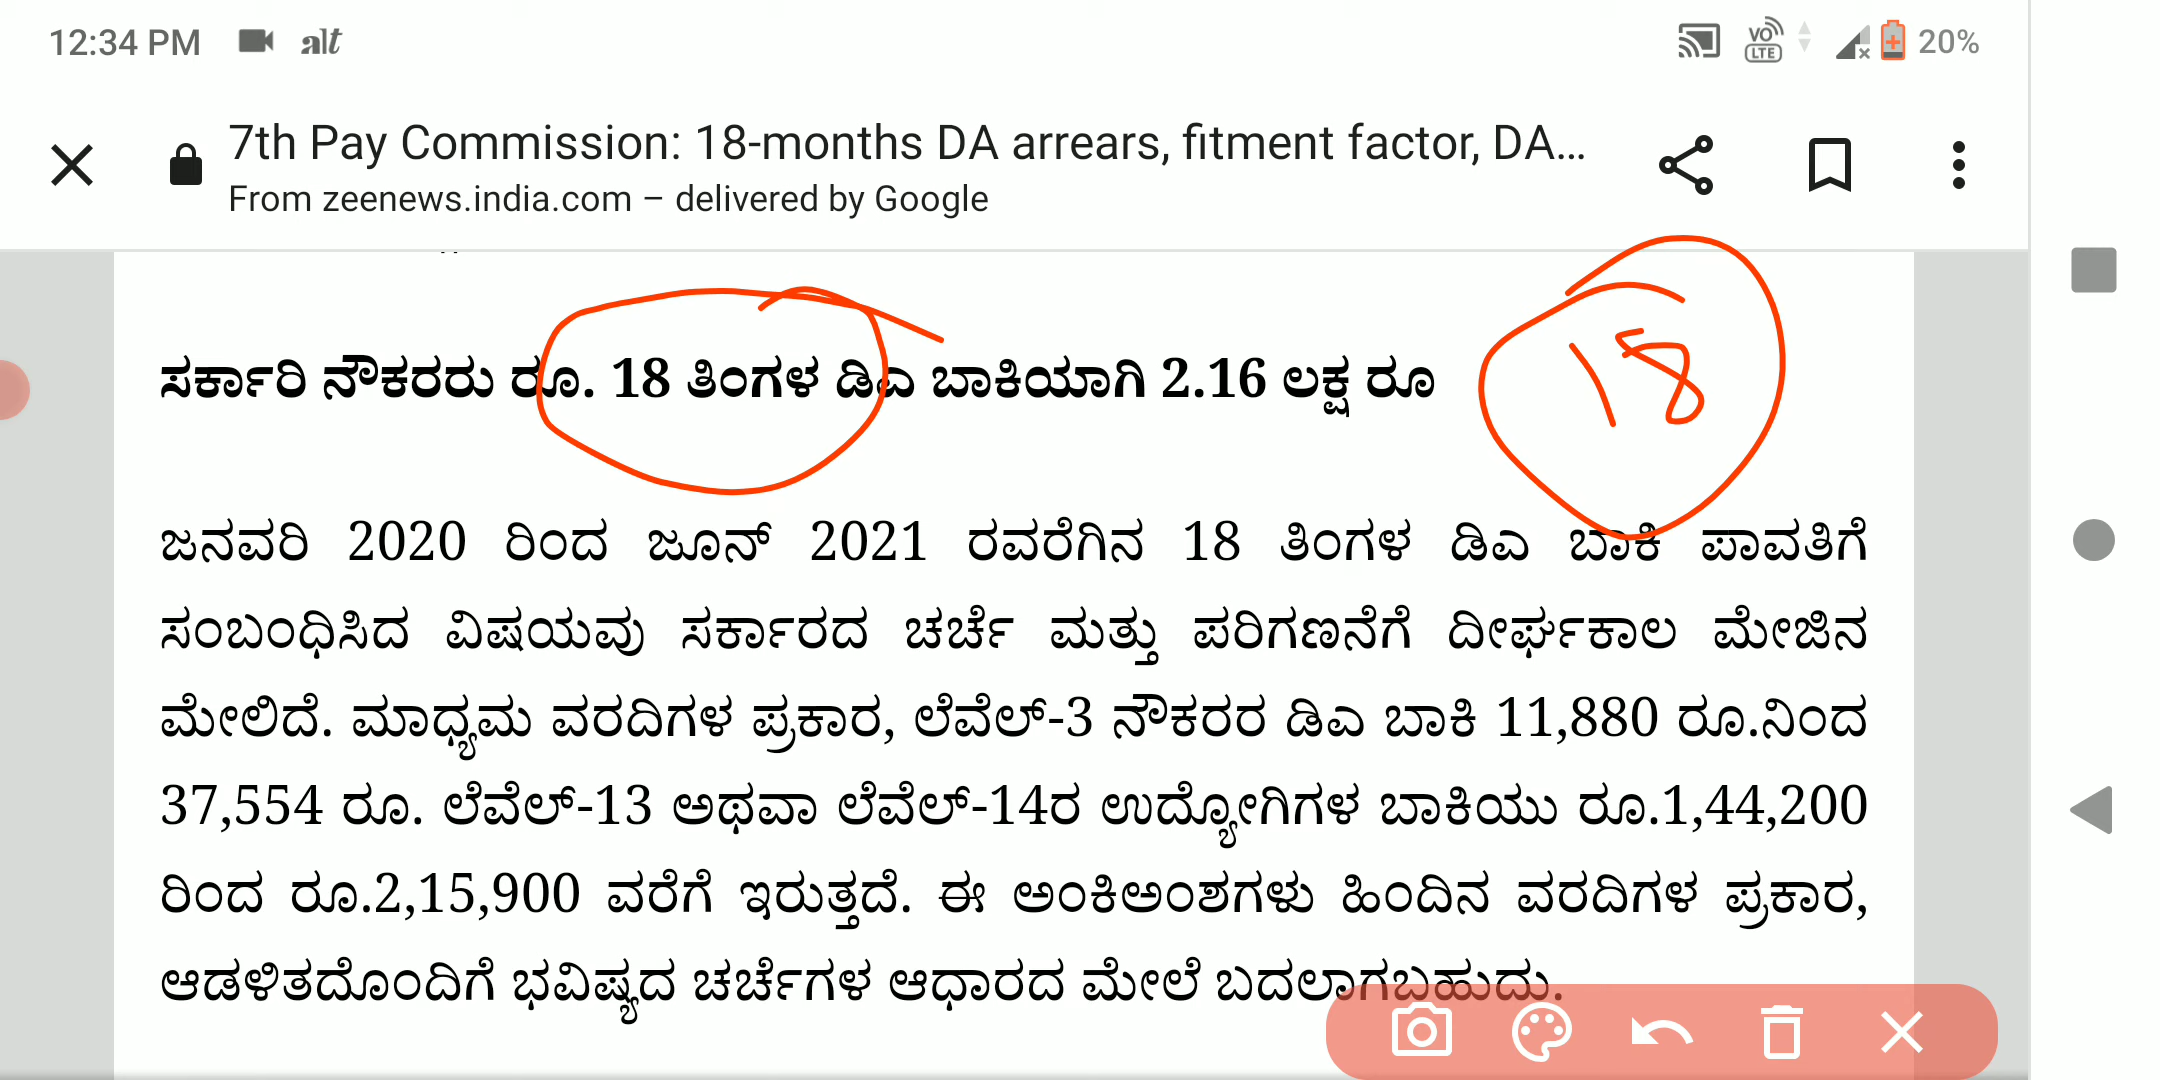 12:34 PM alt VO LTE 20%
7th Pay Commission: 18-months DA arrears, fitment factor, DA...
From zeenews.india.com – delivered by Google
ಸರ್ಕಾರಿ ನೌಕರರು ರೂ. 18 ತಿಂಗಳ ಡಿಎ ಬಾಕಿಯಾಗಿ 2.16 ಲಕ್ಷ ರೂ
18
ಜನವರಿ 2020 ರಿಂದ ಜೂನ್ 2021 ರವರೆಗಿನ 18 ತಿಂಗಳ ಡಿಎ ಬಾಕಿ ಪಾವತಿಗೆ
ಸಂಬಂಧಿಸಿದ ವಿಷಯವು ಸರ್ಕಾರದ ಚರ್ಚೆ ಮತ್ತು ಪರಿಗಣನೆಗೆ ದೀರ್ಘಕಾಲ ಮೇಜಿನ
ಮೇಲಿದೆ. ಮಾಧ್ಯಮ ವರದಿಗಳ ಪ್ರಕಾರ, ಲೆವೆಲ್-3 ನೌಕರರ ಡಿಎ ಬಾಕಿ 11,880 ರೂ.ನಿಂದ
37,554 ರೂ. ಲೆವೆಲ್-13 ಅಥವಾ ಲೆವೆಲ್-14ರ ಉದ್ಯೋಗಿಗಳ ಬಾಕಿಯು ರೂ.1,44,200
ರಿಂದ ರೂ.2,15,900 ವರೆಗೆ ಇರುತ್ತದೆ. ಈ ಅಂಕಿಅಂಶಗಳು ಹಿಂದಿನ ವರದಿಗಳ ಪ್ರಕಾರ,
ಆಡಳಿತದೊಂದಿಗೆ ಭವಿಷ್ಯದ ಚರ್ಚೆಗಳ ಆಧಾರದ ಮೇಲೆ ಬದಲಾಗಬಹುದು.